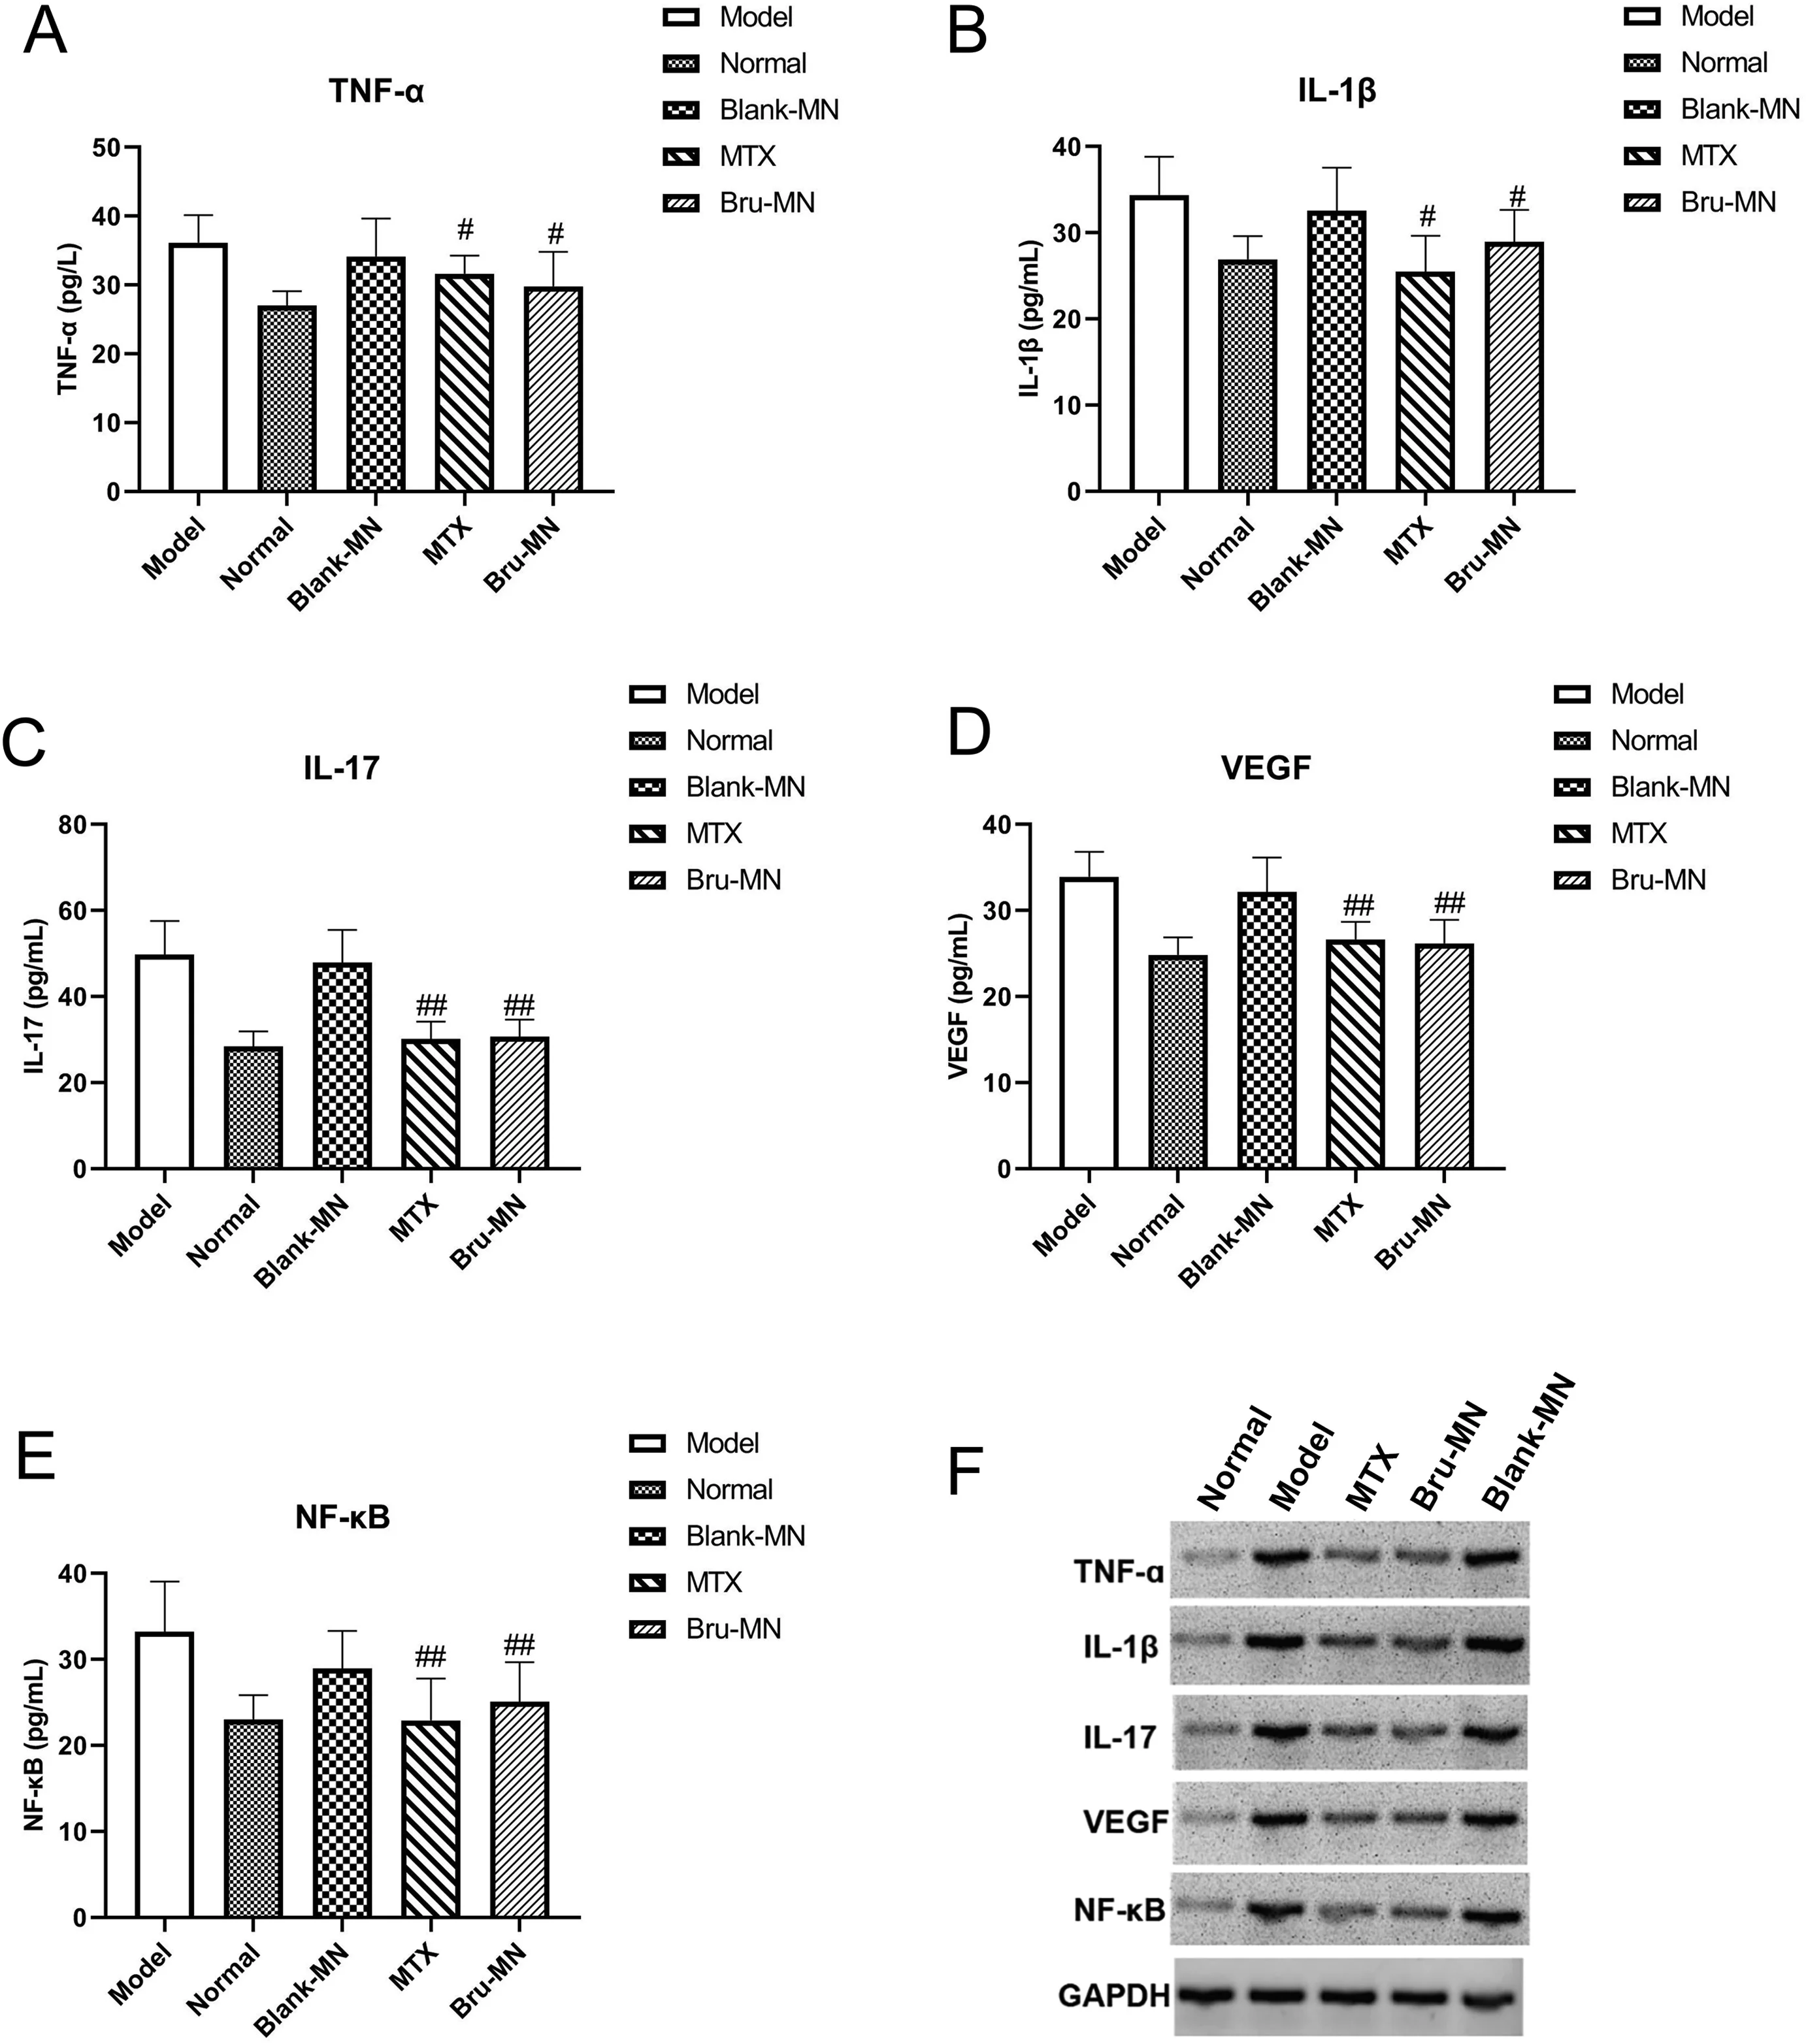 A
TNF-α
TNF-α (pg/L)
50
40
30
20
10
0
#
#
Model
Normal
Blank-MN
MTX
Bru-MN
Model
Normal
Blank-MN
MTX
Bru-MN
B
IL-1β
IL-1β (pg/mL)
40
30
20
10
0
#
#
Model
Normal
Blank-MN
MTX
Bru-MN
Model
Normal
Blank-MN
MTX
Bru-MN
C
IL-17
IL-17 (pg/mL)
80
60
40
20
0
##
##
Model
Normal
Blank-MN
MTX
Bru-MN
Model
Normal
Blank-MN
MTX
Bru-MN
D
VEGF
VEGF (pg/mL)
40
30
20
10
0
##
##
Model
Normal
Blank-MN
MTX
Bru-MN
Model
Normal
Blank-MN
MTX
Bru-MN
E
NF-κB
NF-κB (pg/mL)
40
30
20
10
0
##
##
Model
Normal
Blank-MN
MTX
Bru-MN
Model
Normal
Blank-MN
MTX
Bru-MN
F
Normal
Model
MTX
Bru-MN
Blank-MN
TNF-α
IL-1β
IL-17
VEGF
NF-κB
GAPDH